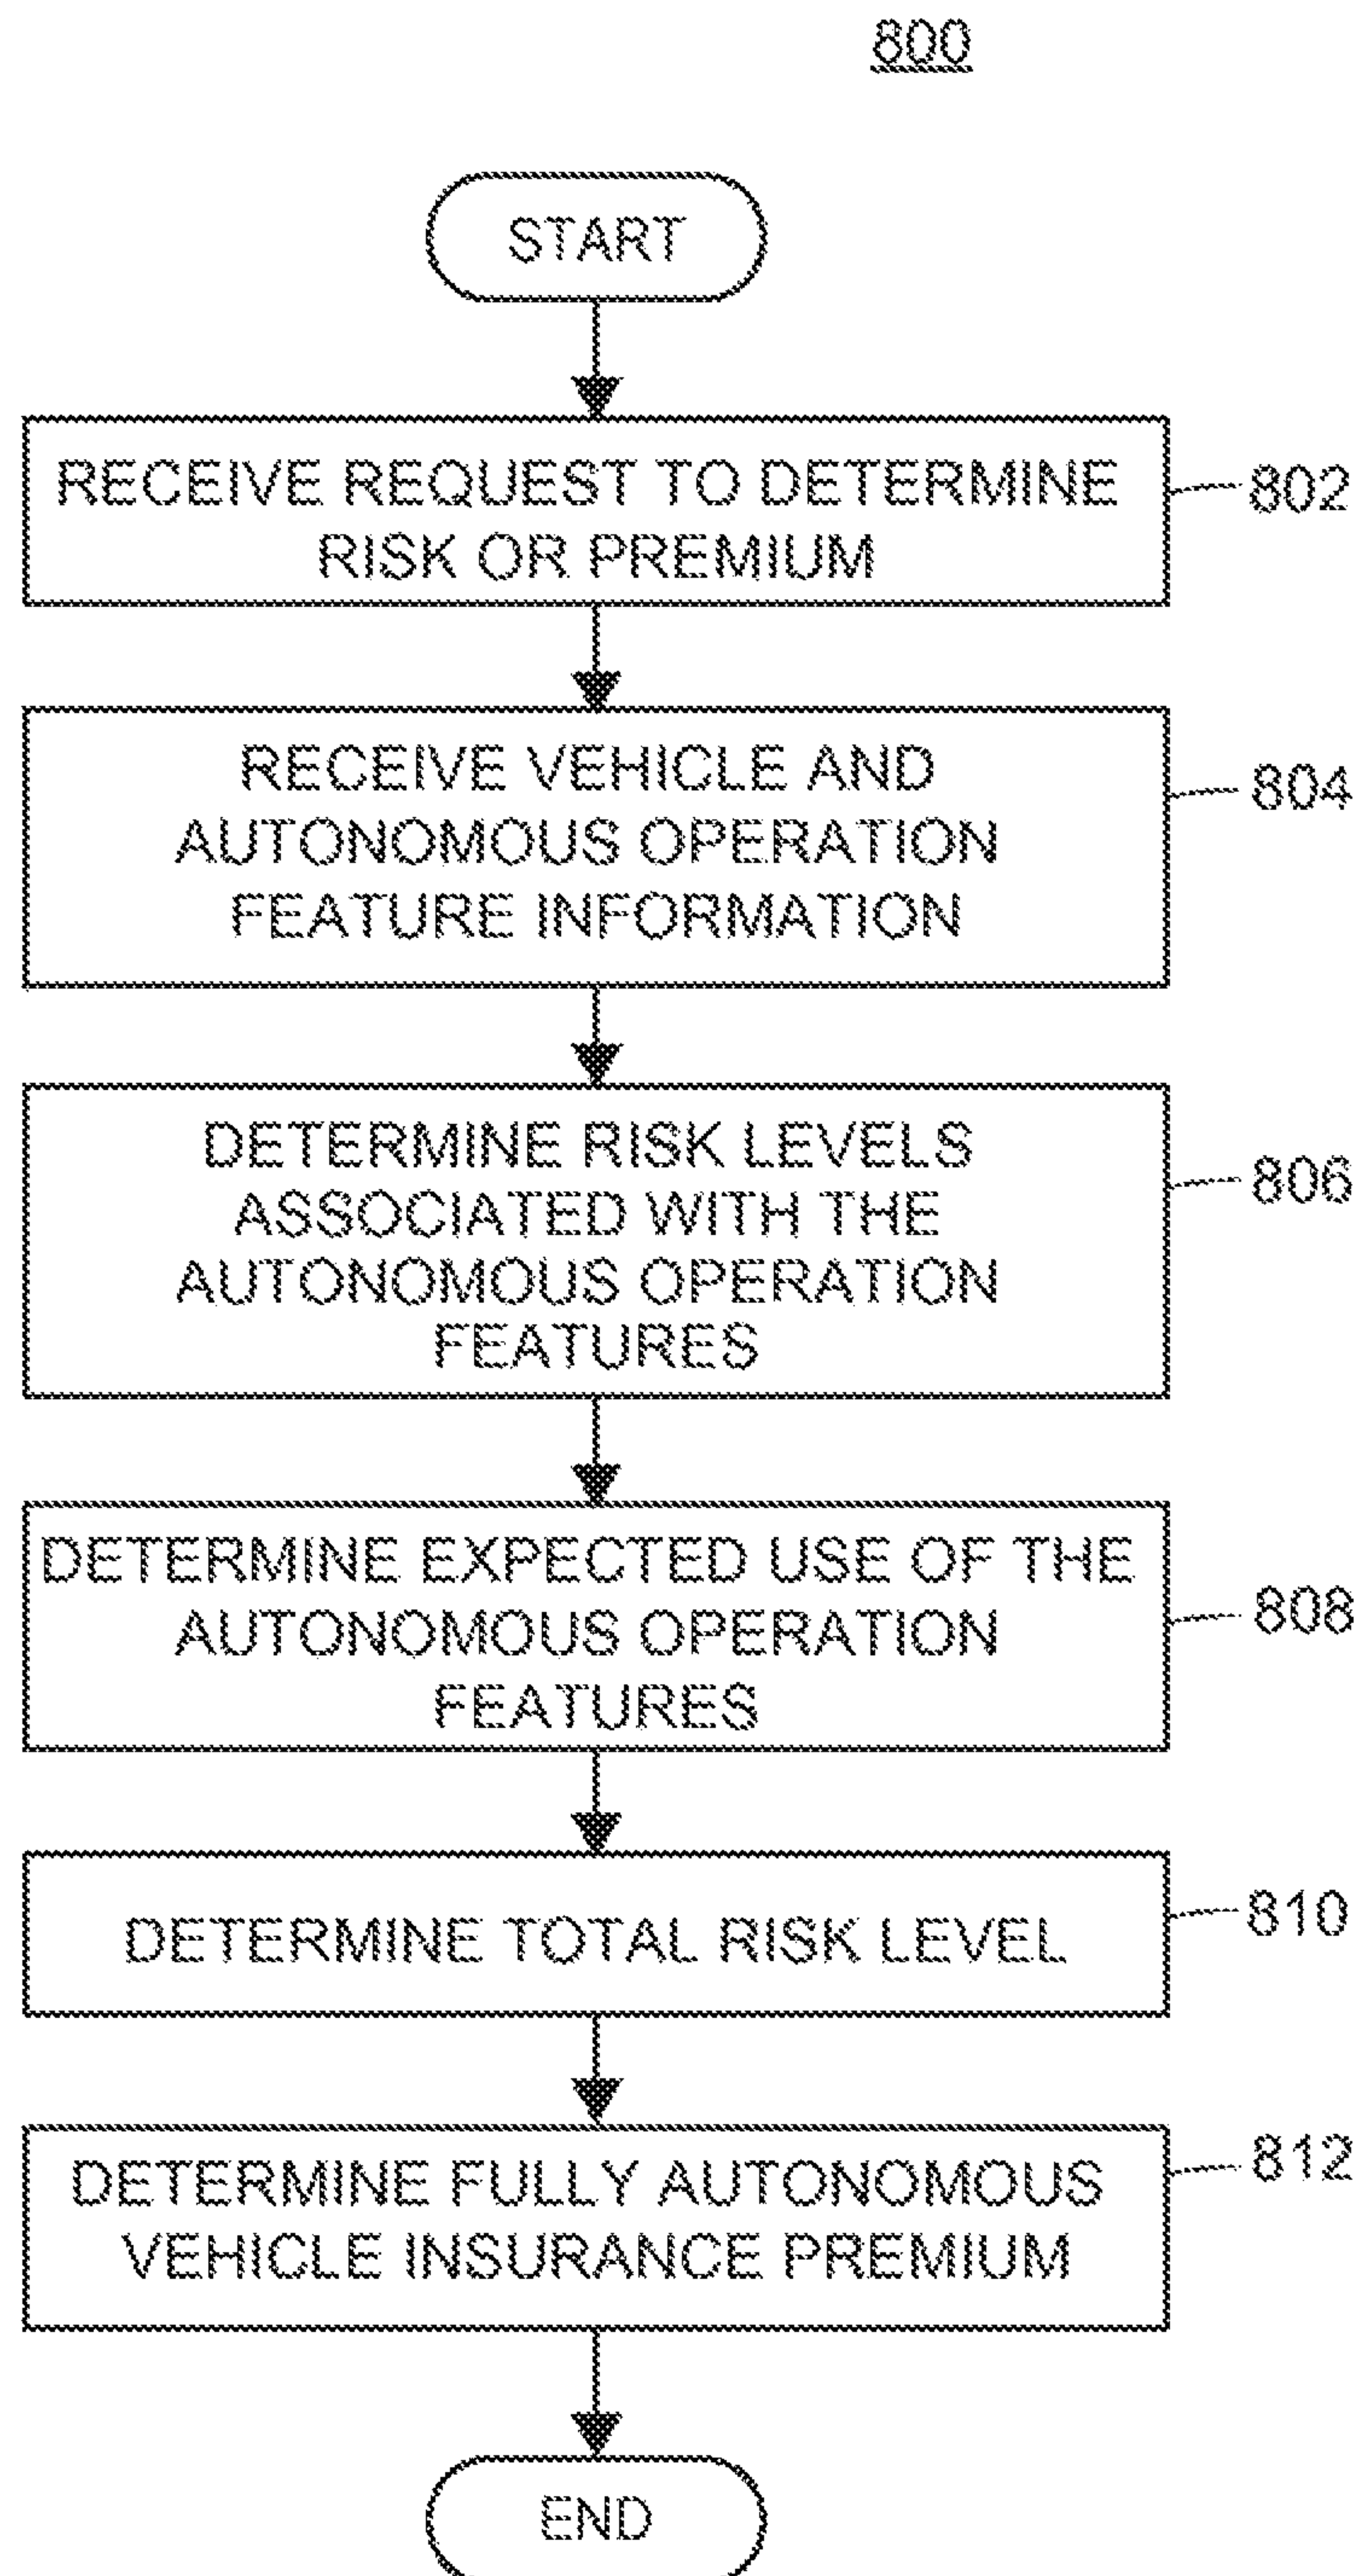 800
START
RECEIVE REQUEST TO DETERMINE
RISK OR PREMIUM
802
RECEIVE VEHICLE AND
AUTONOMOUS OPERATION
FEATURE INFORMATION
804
DETERMINE RISK LEVELS
ASSOCIATED WITH THE
AUTONOMOUS OPERATION
FEATURES
806
DETERMINE EXPECTED USE OF THE
AUTONOMOUS OPERATION
FEATURES
808
DETERMINE TOTAL RISK LEVEL
810
DETERMINE FULLY AUTONOMOUS
VEHICLE INSURANCE PREMIUM
812
END